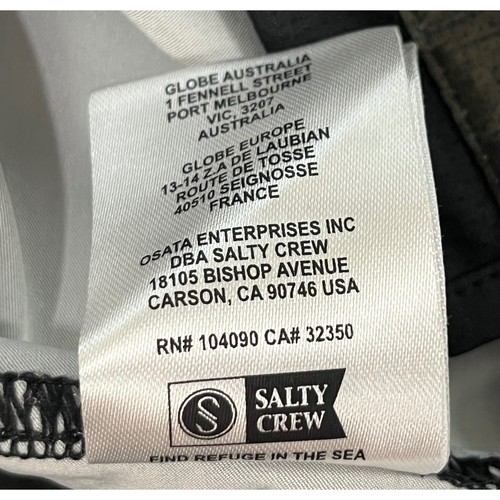 GLOBE AUSTRALIA
1 FENNELL STREET
PORT MELBOURNE
VIC, 3207
AUSTRALIA
GLOBE EUROPE
13-14 Z.A DE LAUBIAN
ROUTE DE TOSSE
40510 SEIGNOSSE
FRANCE
OSATA ENTERPRISES INC
DBA SALTY CREW
18105 BISHOP AVENUE
CARSON, CA 90746 USA
RN# 104090 CA# 32350
SALTY
CREW
FIND REFUGE IN THE SEA